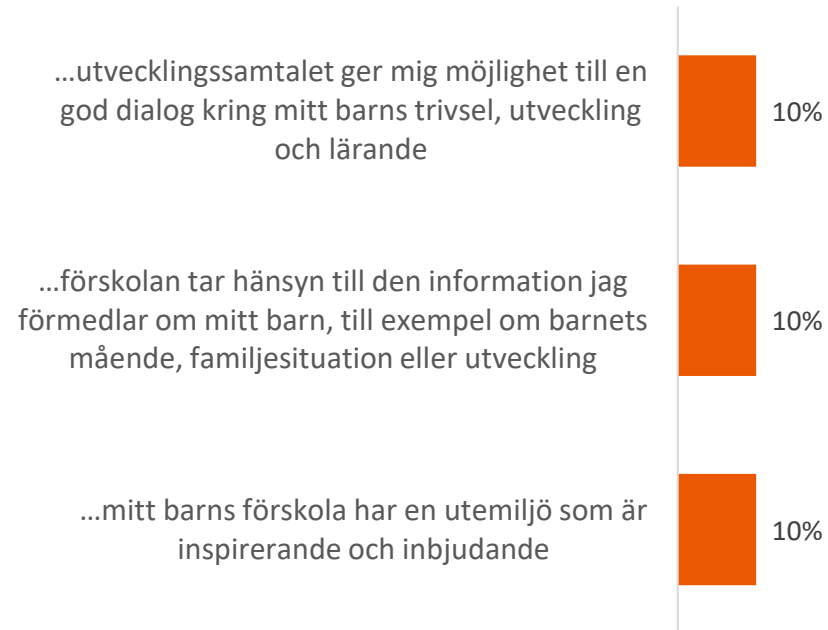 …utvecklingssamtalet ger mig möjlighet till en
god dialog kring mitt barns trivsel, utveckling
och lärande
10%
…förskolan tar hänsyn till den information jag
förmedlar om mitt barn, till exempel om barnets
mående, familjesituation eller utveckling
10%
…mitt barns förskola har en utemiljö som är
inspirerande och inbjudande
10%